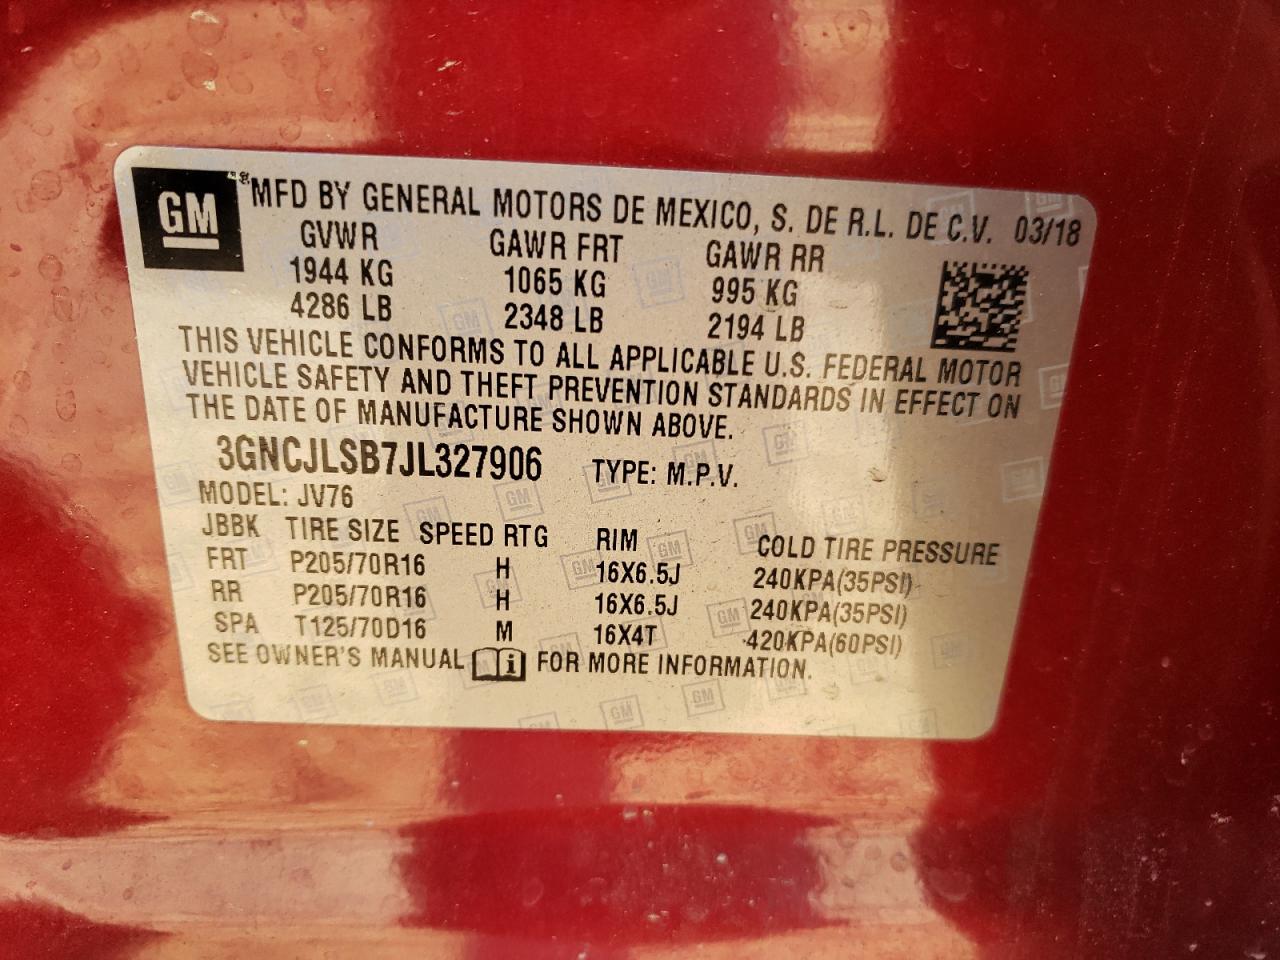 GM
MFD BY GENERAL MOTORS DE MEXICO, S. DE R.L. DE C.V. 03/18
GVWR GAWR FRT GAWR RR
1944 KG 1065 KG 995 KG
4286 LB 2348 LB 2194 LB
THIS VEHICLE CONFORMS TO ALL APPLICABLE U.S. FEDERAL MOTOR
VEHICLE SAFETY AND THEFT PREVENTION STANDARDS IN EFFECT ON
THE DATE OF MANUFACTURE SHOWN ABOVE.
3GNCJLSB7JL327906 TYPE: M.P.V.
MODEL: JV76
JBBK TIRE SIZE SPEED RTG RIM COLD TIRE PRESSURE
FRT P205/70R16 H 16X6.5J 240KPA(35PSI)
RR P205/70R16 H 16X6.5J 240KPA(35PSI)
SPA T125/70D16 M 16X4T 420KPA(60PSI)
SEE OWNER'S MANUAL i FOR MORE INFORMATION.